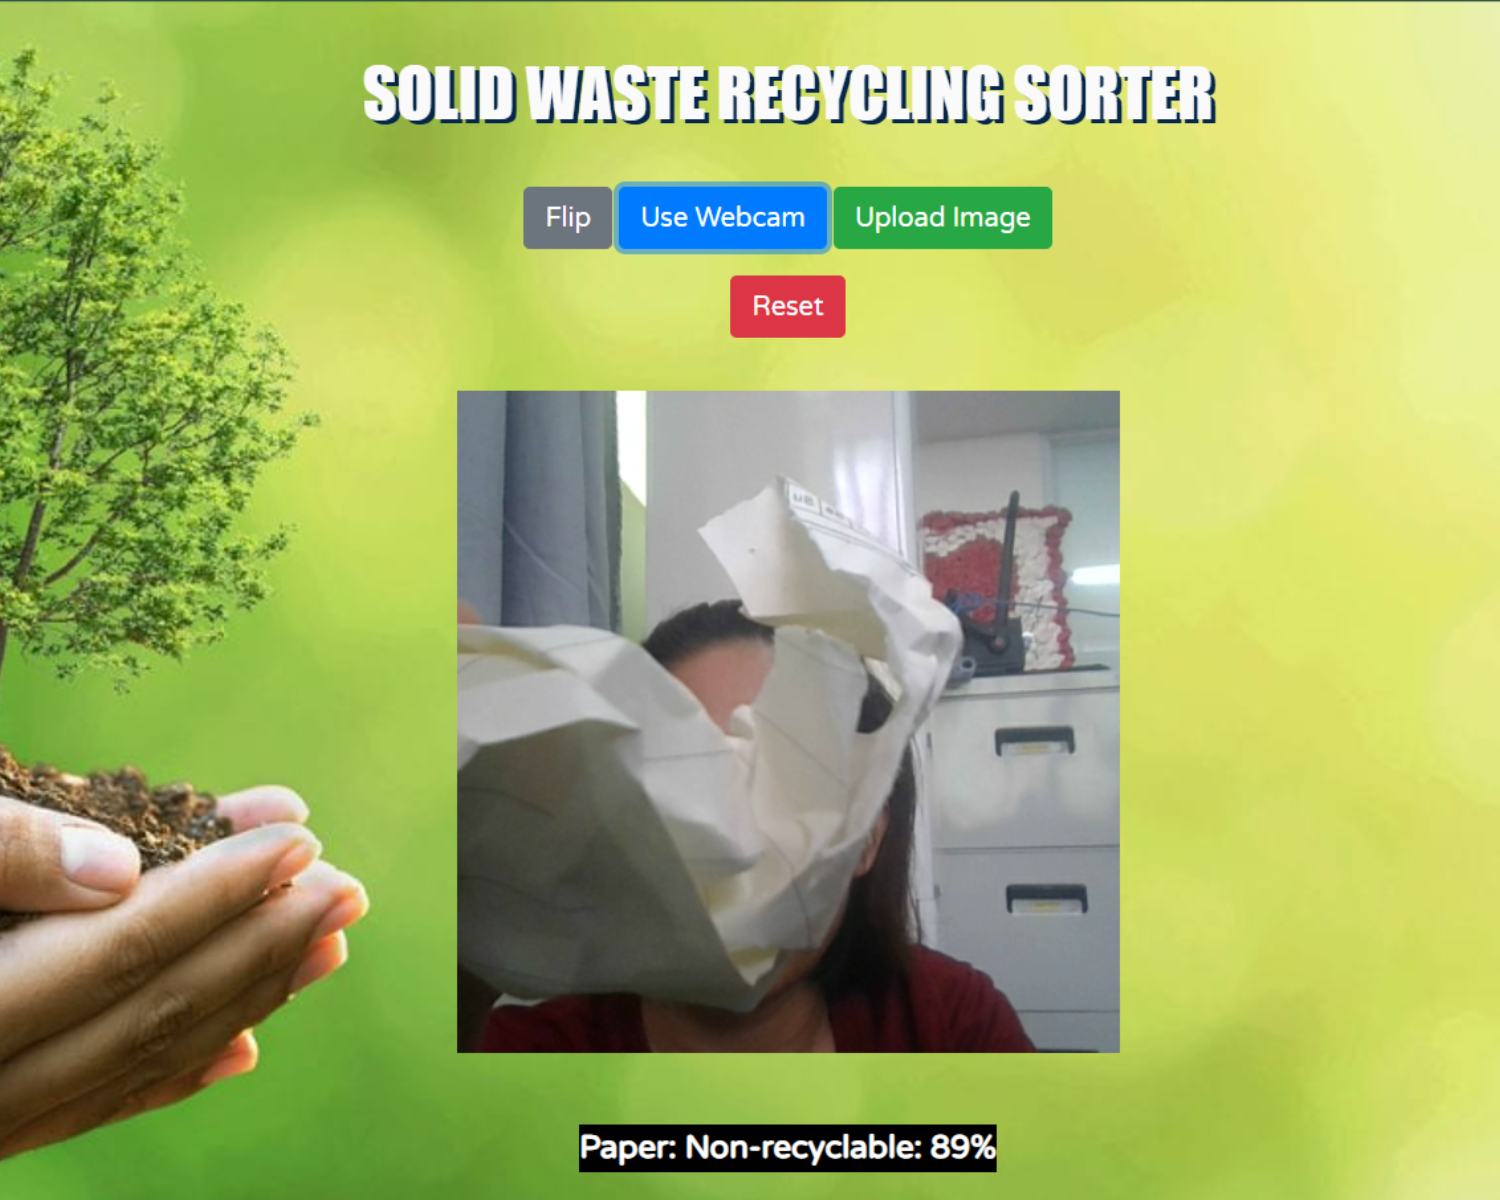 SOLID WASTE RECYCLING SORTER
Flip
Use Webcam
Upload Image
Reset
Paper: Non-recyclable: 89%